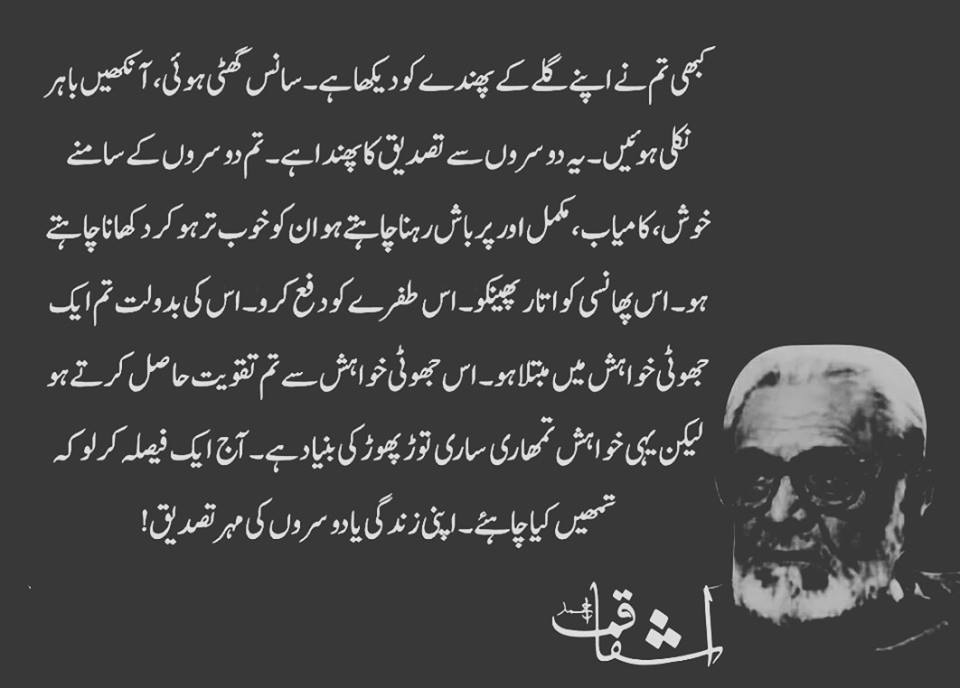 کبھی تم نے اپنے گلے کے پھندے کو دیکھا ہے۔ سانس گھٹی ہوئی، آنکھیں باہر
نکلی ہوئیں۔ یہ دوسروں سے تصدیق کا پھندا ہے۔ تم دوسروں کے سامنے
خوش، کامیاب، مکمل اور پر باش رہنا چاہتے ہو ان کو خوب تر ہو کر دکھانا چاہتے
ہو۔ اس پھانسی کو اتار پھینکو۔ اس طفرے کو دفع کرو۔ اس کی بدولت تم ایک
جھوٹی خواہش میں مبتلا ہو۔ اس جھوٹی خواہش سے تم تقویت حاصل کرتے ہو
لیکن یہی خواہش تمھاری ساری توڑ پھوڑ کی بنیاد ہے۔ آج ایک فیصلہ کر لو کہ
تمھیں کیا چاہئے۔ اپنی زندگی یا دوسروں کی مہر تصدیق!
اشفاق احمد